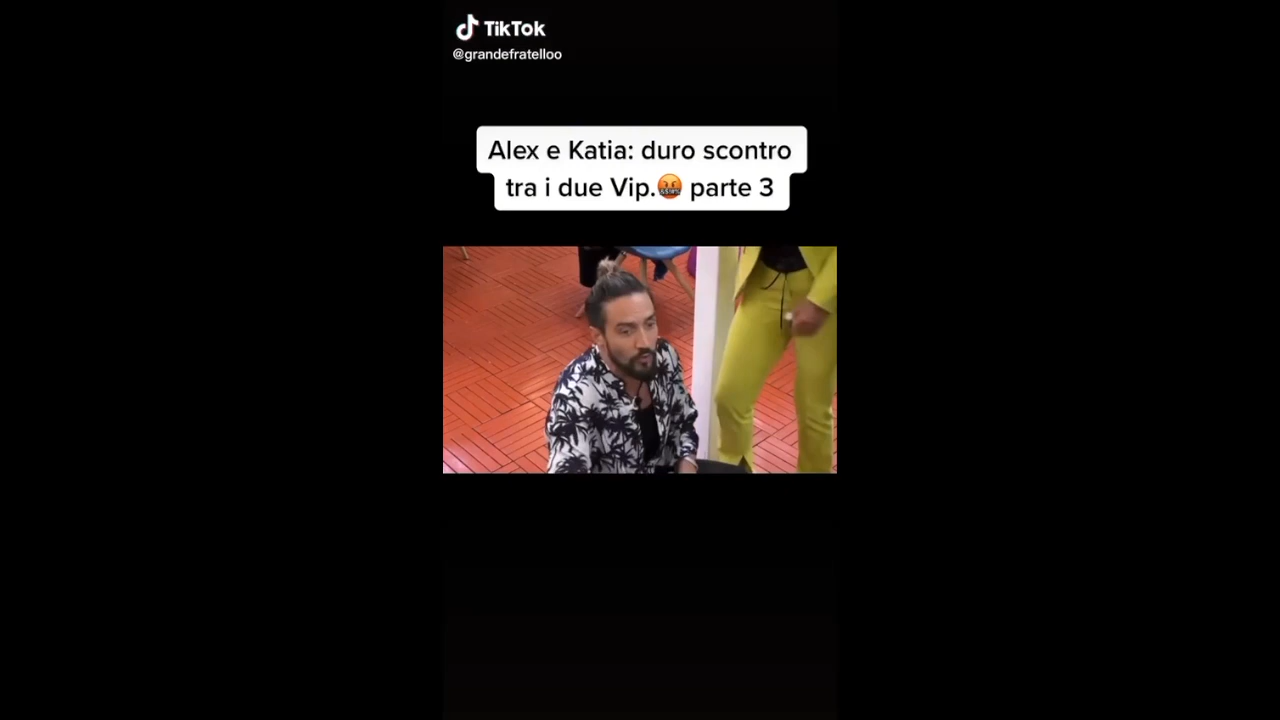 TikTok
@grandefratelloo
Alex e Katia: duro scontro
tra i due Vip.🤬 parte 3